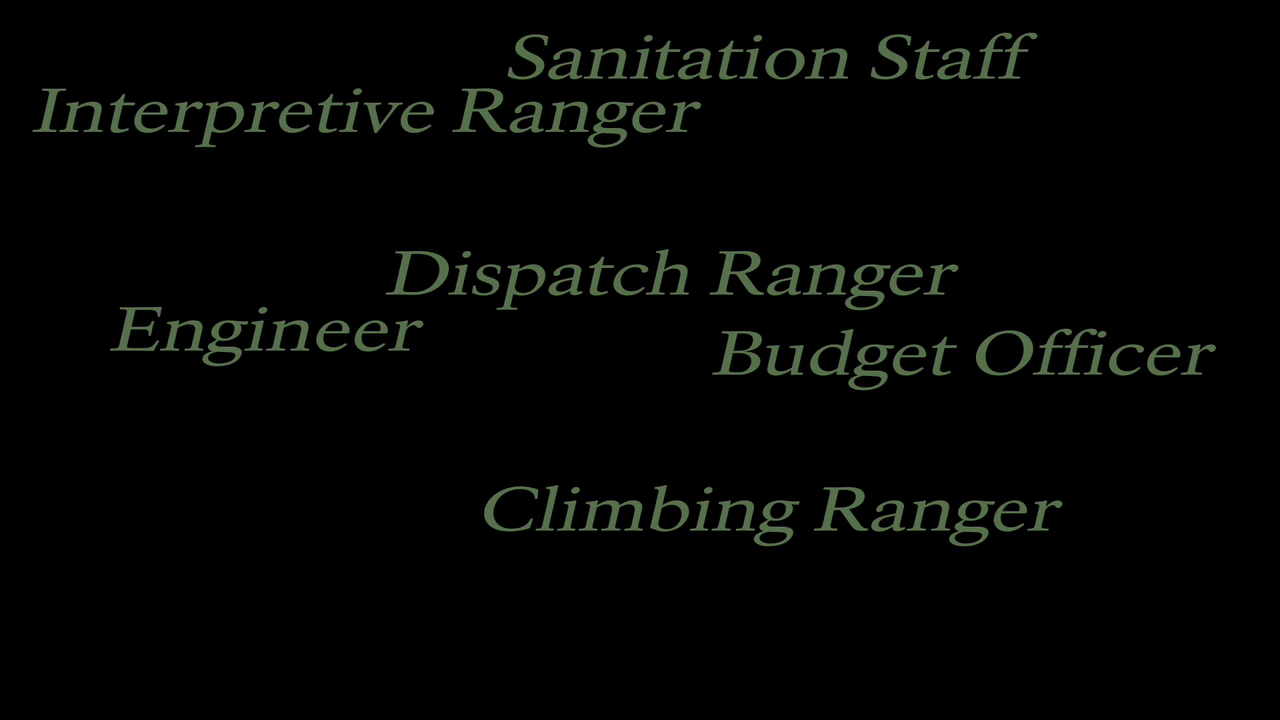 Sanitation Staff
Interpretive Ranger
Dispatch Ranger
Engineer
Budget Officer
Climbing Ranger